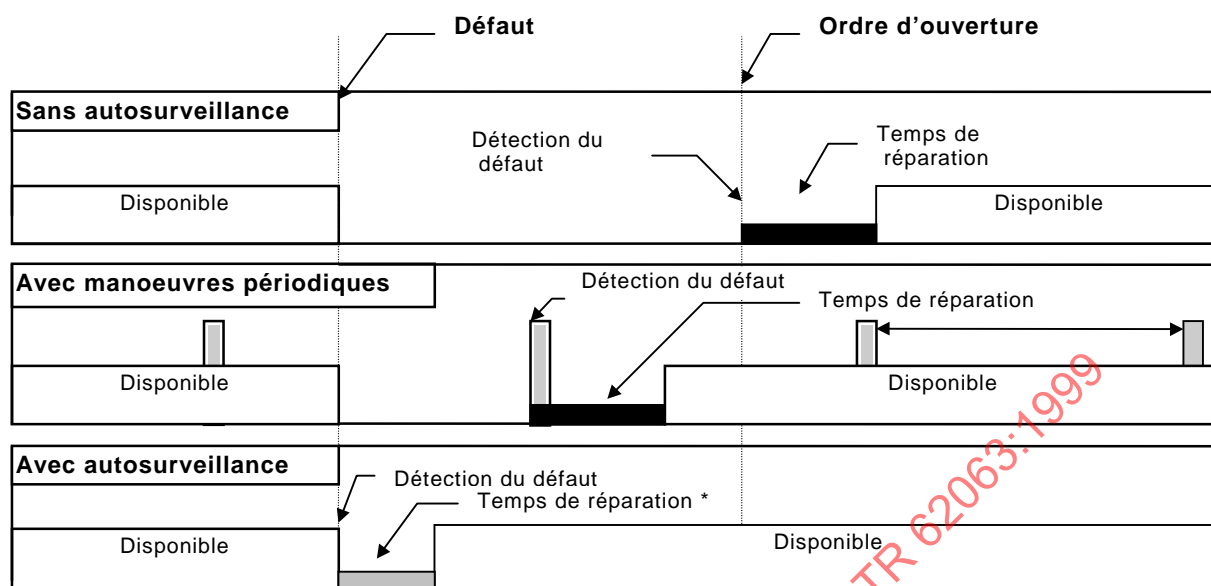 Défaut
Ordre d'ouverture
Sans autosurveillance
Détection du
défaut
Temps de
réparation
Disponible
Disponible
Avec manoeuvres périodiques
Détection du défaut
Temps de réparation
Disponible
Disponible
Avec autosurveillance
Détection du défaut
Temps de réparation *
Disponible
Disponible
TR 62063:1999